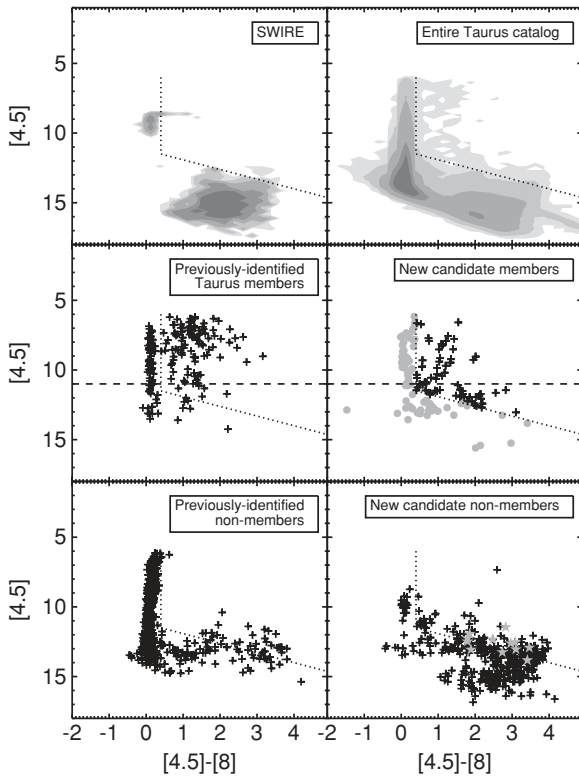 SWIRE
Entire Taurus catalog
5
10
15
[4.5]
Previously-identified
Taurus members
New candidate members
5
10
15
[4.5]
Previously-identified
non-members
New candidate non-members
5
10
15
[4.5]
-2 -1 0 1 2 3 4 -2 -1 0 1 2 3 4
[4.5]-[8] [4.5]-[8]